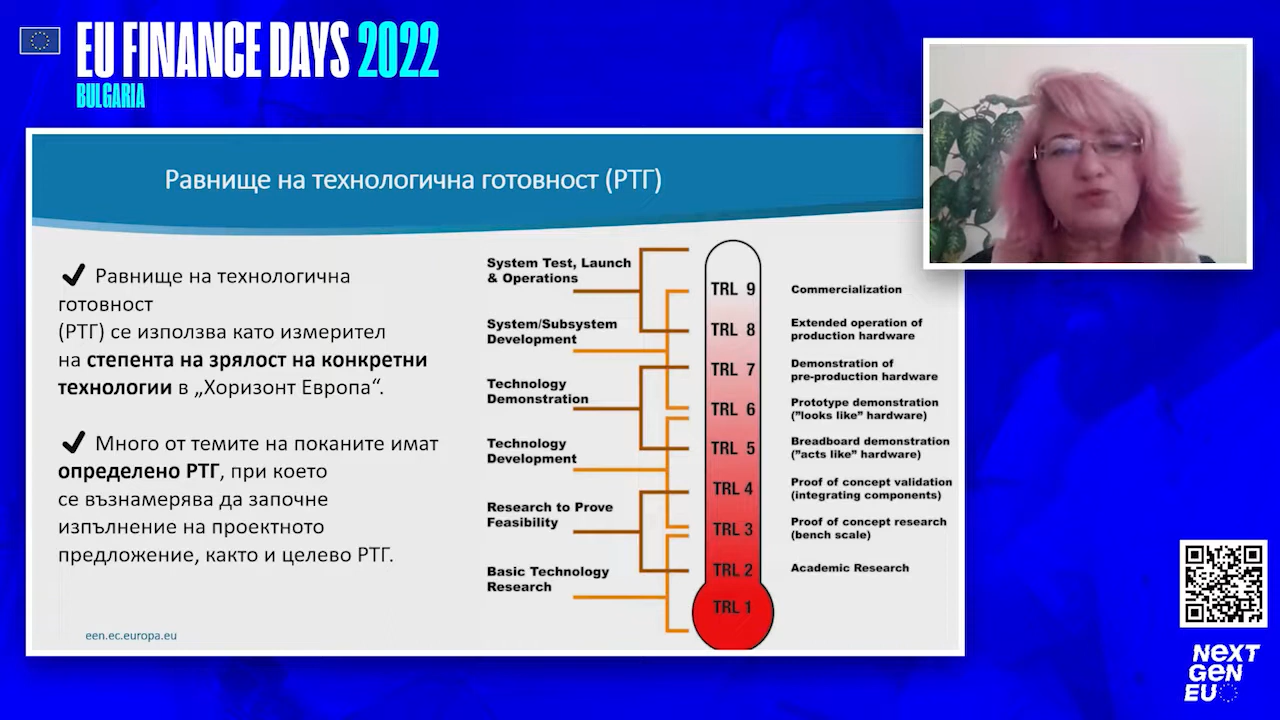 EU FINANCE DAYS 2022
BULGARIA
Равнище на технологична готовност (РТГ)
✔ Равнище на технологична
готовност
(РТГ) се използва като измерител
на степента на зрялост на конкретни
технологии в „Хоризонт Европа“.
✔ Много от темите на поканите имат
определено РТГ, при което
се възнамерява да започне
изпълнение на проектното
предложение, както и целево РТГ.
een.ec.europa.eu
System Test, Launch
& Operations
System/Subsystem
Development
Technology
Demonstration
Technology
Development
Research to Prove
Feasibility
Basic Technology
Research
TRL 9
TRL 8
TRL 7
TRL 6
TRL 5
TRL 4
TRL 3
TRL 2
TRL 1
Commercialization
Extended operation of
production hardware
Demonstration of
pre-production hardware
Prototype demonstration
("looks like" hardware)
Breadboard demonstration
("acts like" hardware)
Proof of concept validation
(integrating components)
Proof of concept research
(bench scale)
Academic Research
NEXT
GEN
EU